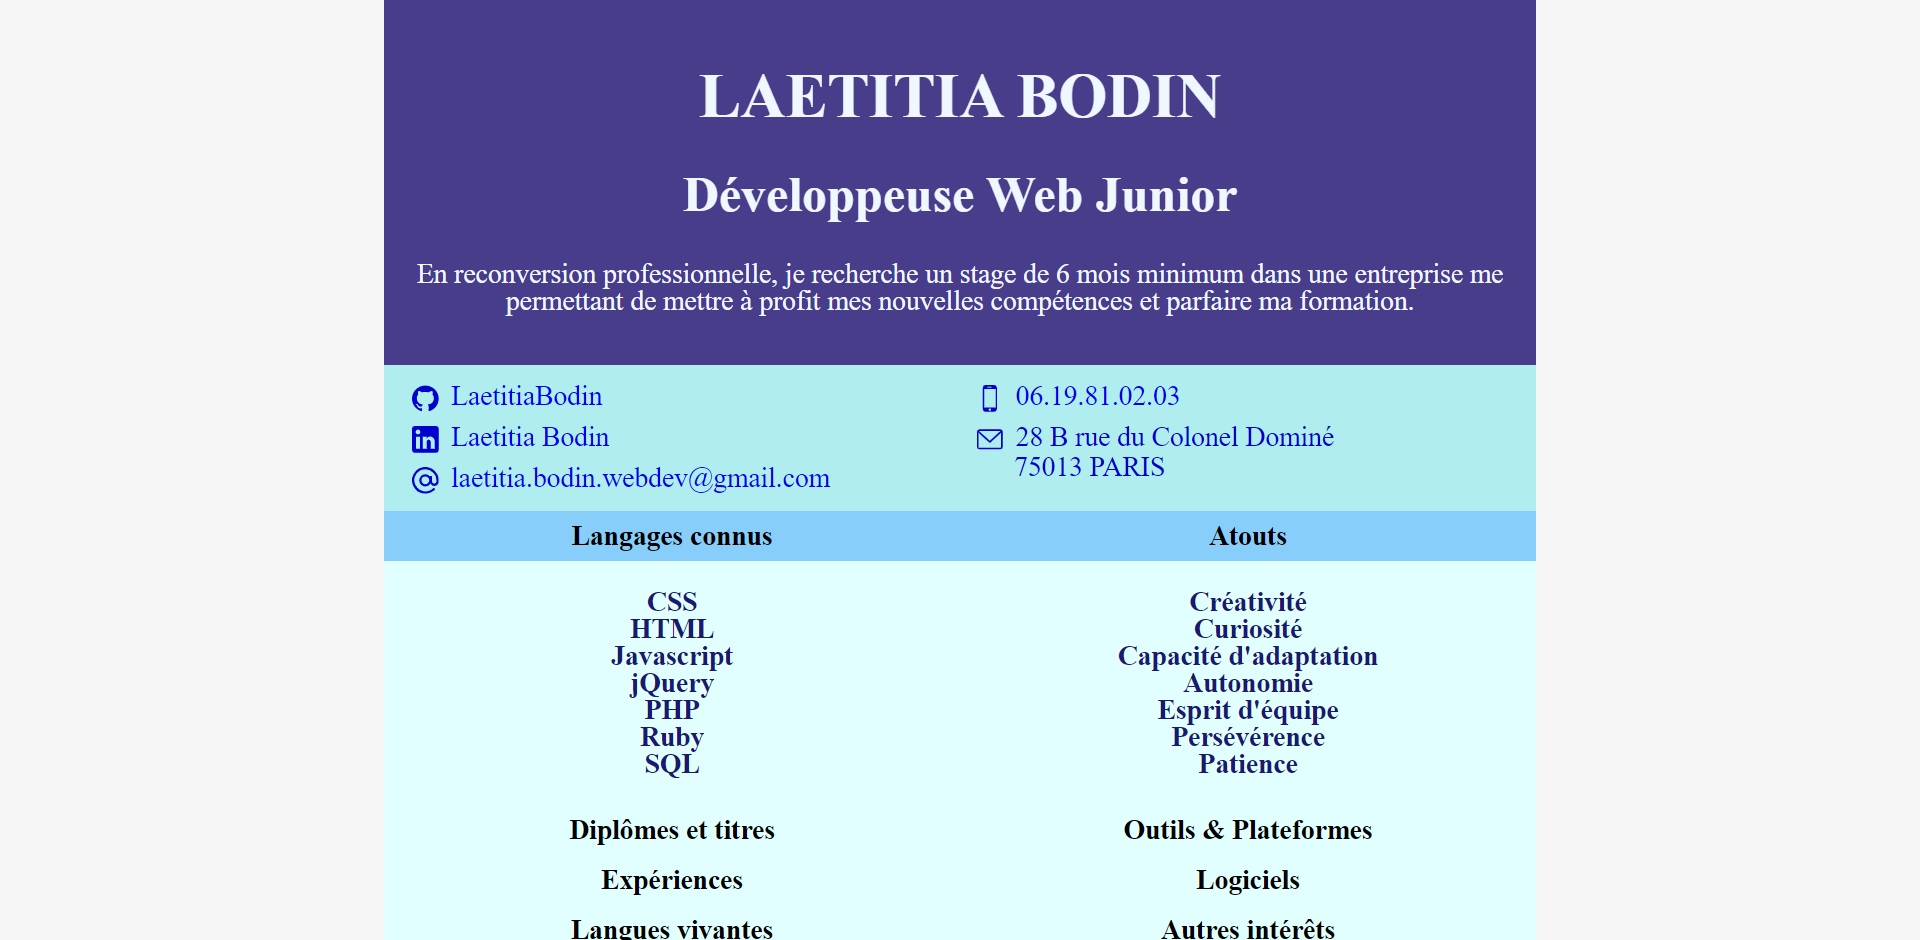 LAETITIA BODIN
Développeuse Web Junior
En reconversion professionnelle, je recherche un stage de 6 mois minimum dans une entreprise me
permettant de mettre à profit mes nouvelles compétences et parfaire ma formation.
LaetitiaBodin
Laetitia Bodin
laetitia.bodin.webdev@gmail.com
06.19.81.02.03
28 B rue du Colonel Dominé
75013 PARIS
Langages connus
CSS
HTML
Javascript
jQuery
PHP
Ruby
SQL
Atouts
Créativité
Curiosité
Capacité d'adaptation
Autonomie
Esprit d'équipe
Persévérence
Patience
Diplômes et titres
Expériences
Langues vivantes
Outils & Plateformes
Logiciels
Autres intérêts